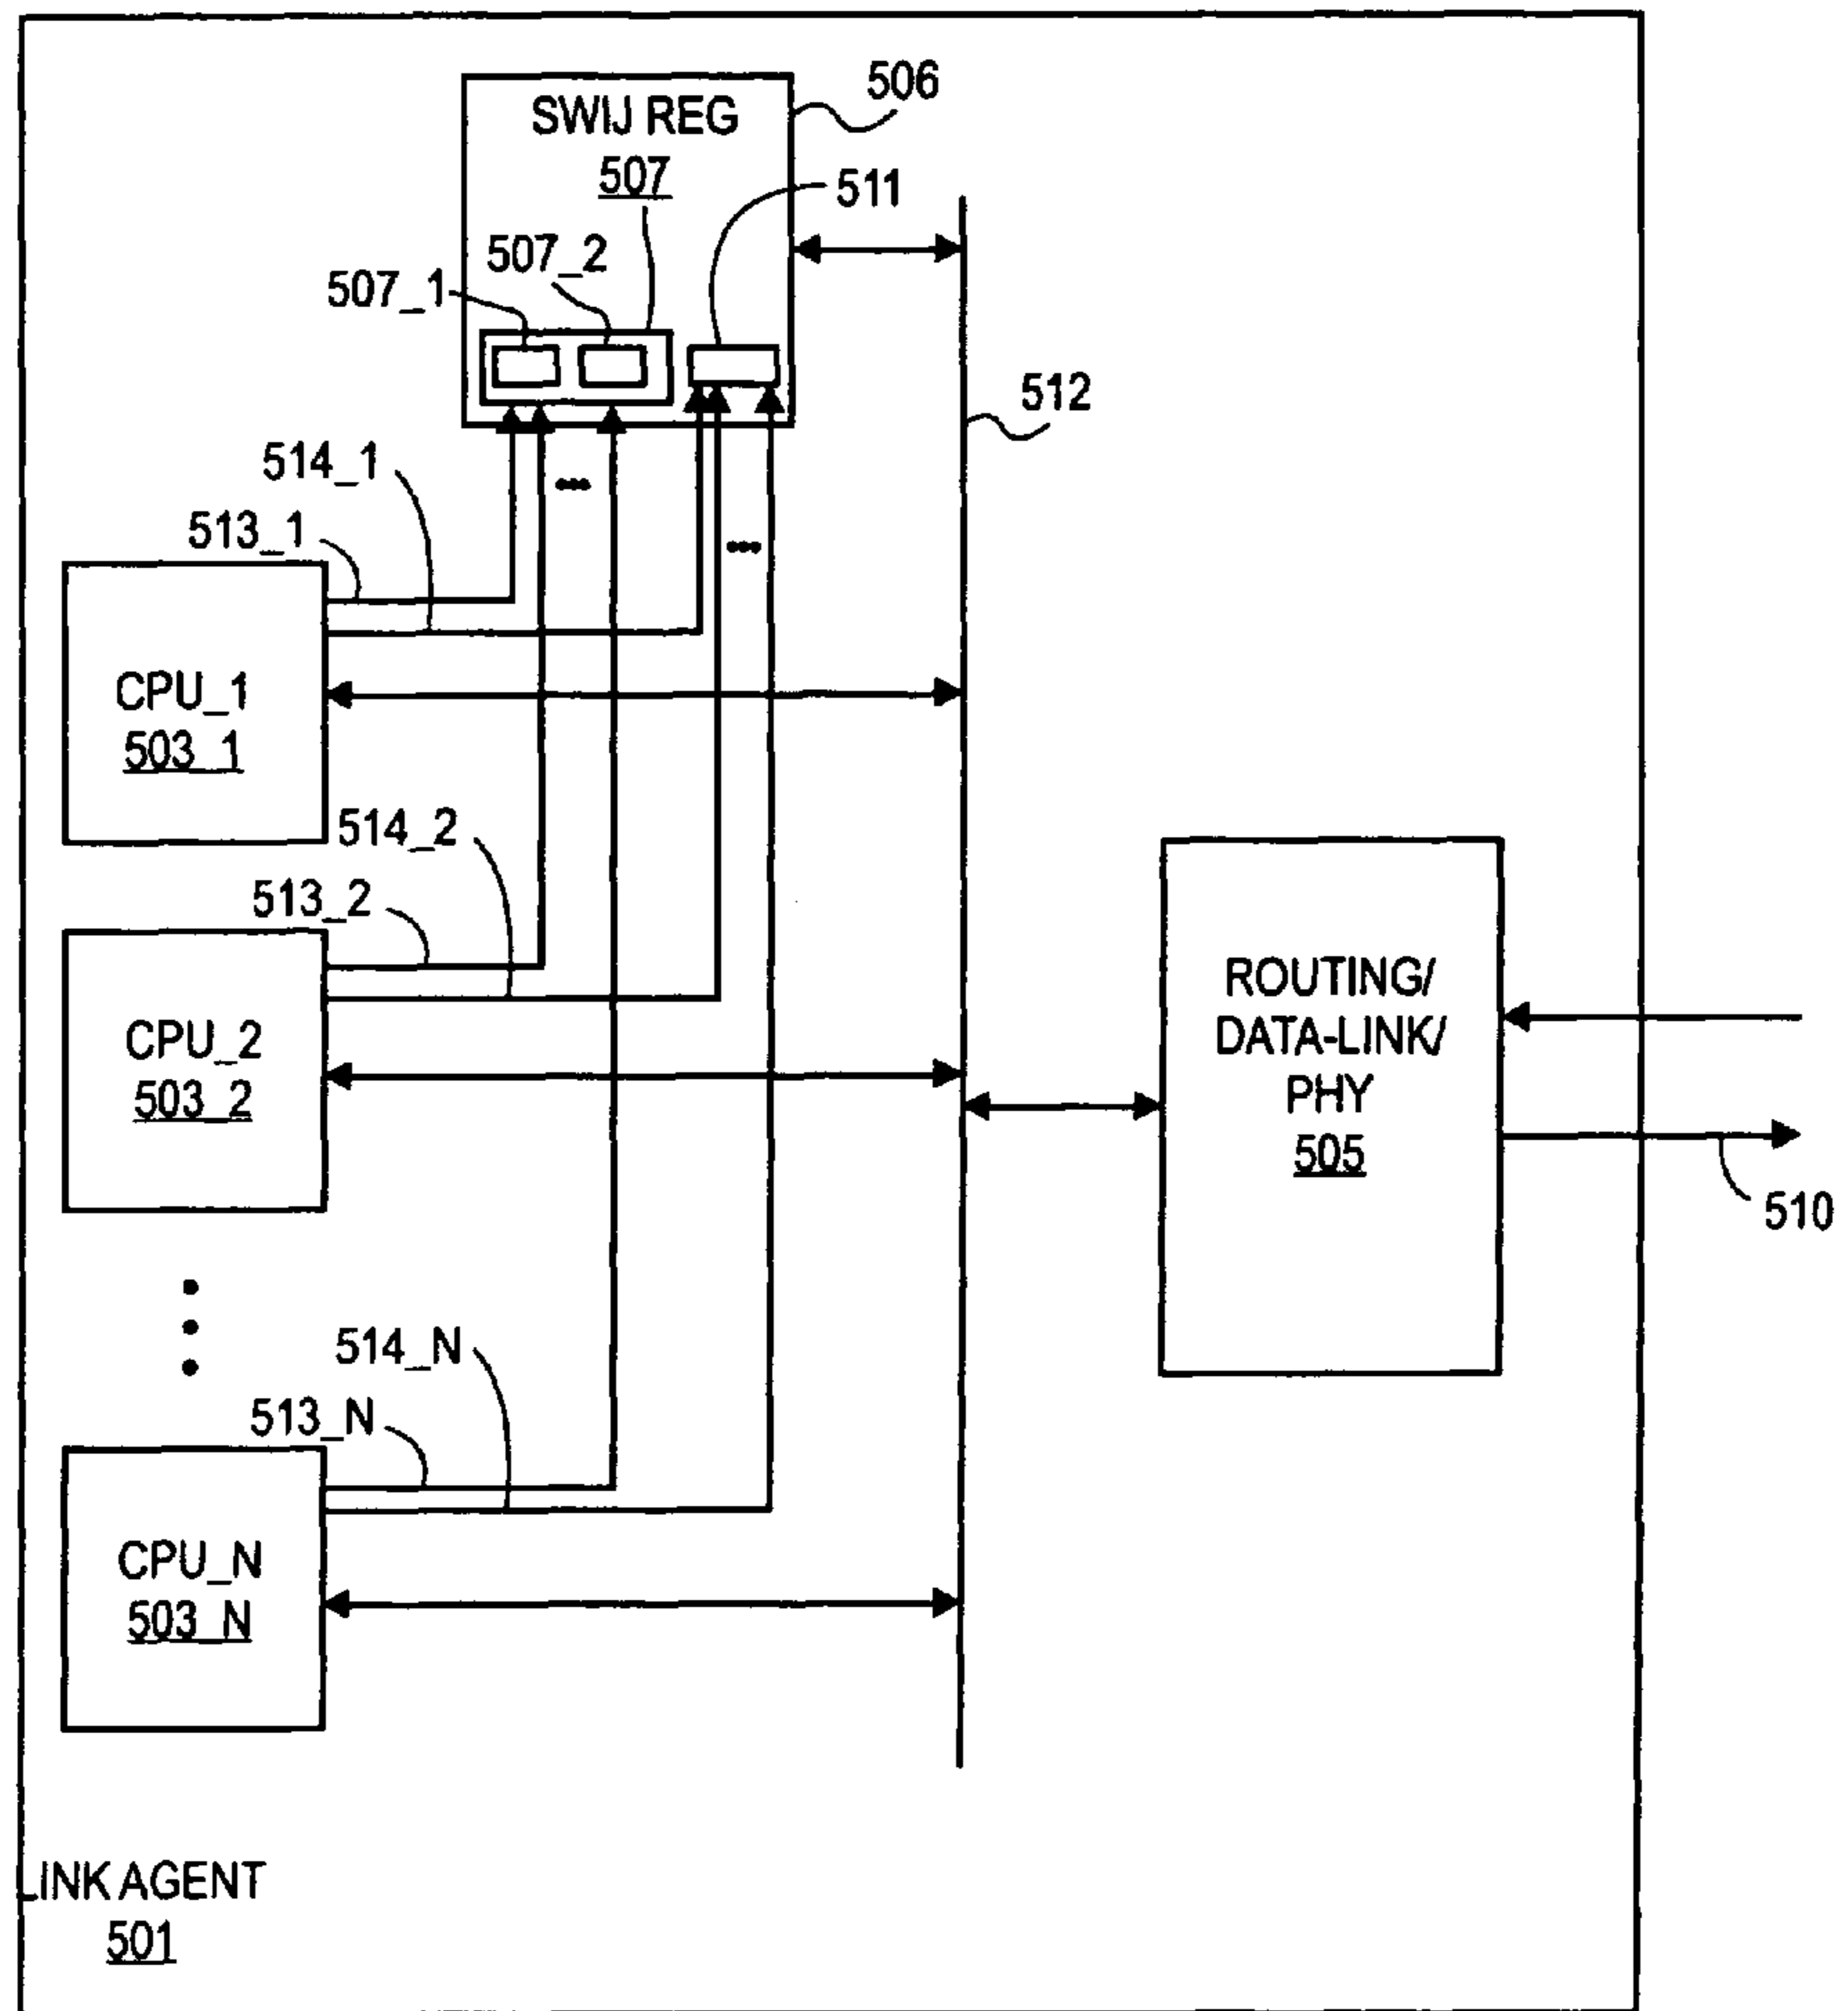 506
SWIJ REG
507
511
507_2
507_1
512
514_1
513_1
CPU_1
503_1
514_2
513_2
ROUTING/
DATA-LINK/
PHY
505
CPU_2
503_2
510
514_N
513_N
CPU_N
503_N
LINK AGENT
501